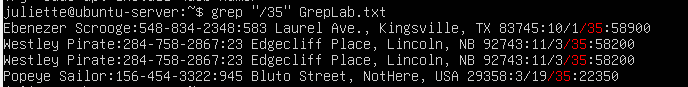 juliette@ubuntu-server:~$ grep "/35" GrepLab.txt
Ebenezer Scrooge:548-834-2348:583 Laurel Ave., Kingsville, TX 83745:10/1/35:58900
Westley Pirate:284-758-2867:23 Edgecliff Place, Lincoln, NB 92743:11/3/35:58200
Westley Pirate:284-758-2867:23 Edgecliff Place, Lincoln, NB 92743:11/3/35:58200
Popeye Sailor:156-454-3322:945 Bluto Street, NotHere, USA 29358:3/19/35:22350